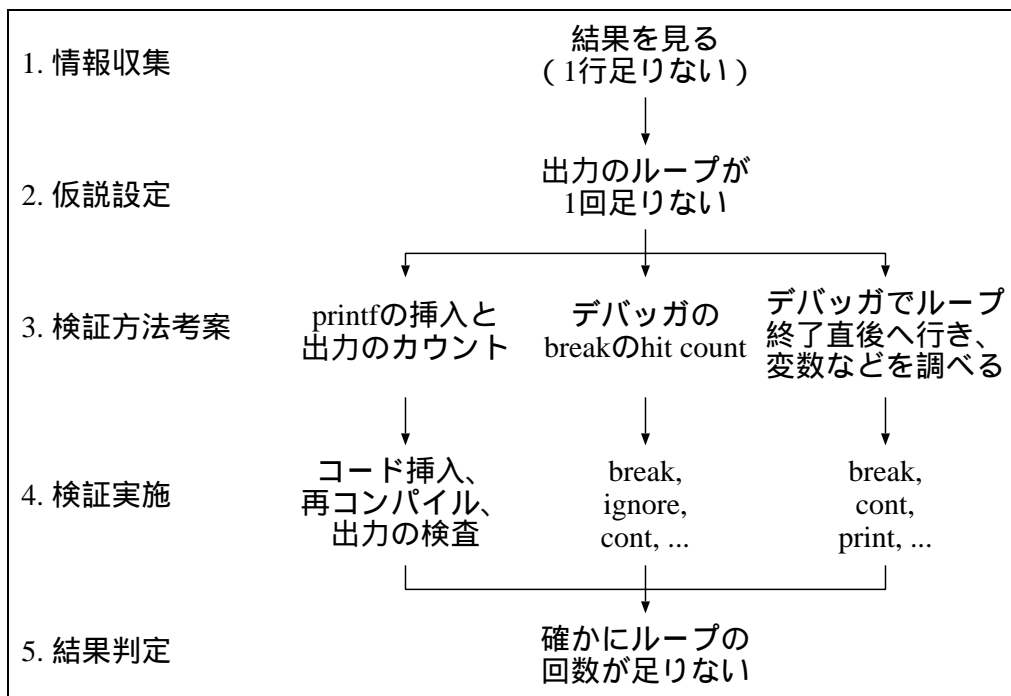 1. 情報収集
結果を見る
(1行足りない)
2. 仮説設定
出力のループが
1回足りない
3. 検証方法考案
printfの挿入と
出力のカウント
デバッガの
breakのhit count
デバッガでループ
終了直後へ行き、
変数などを調べる
4. 検証実施
コード挿入、
再コンパイル、
出力の検査
break,
ignore,
cont, ...
break,
cont,
print, ...
5. 結果判定
確かにループの
回数が足りない